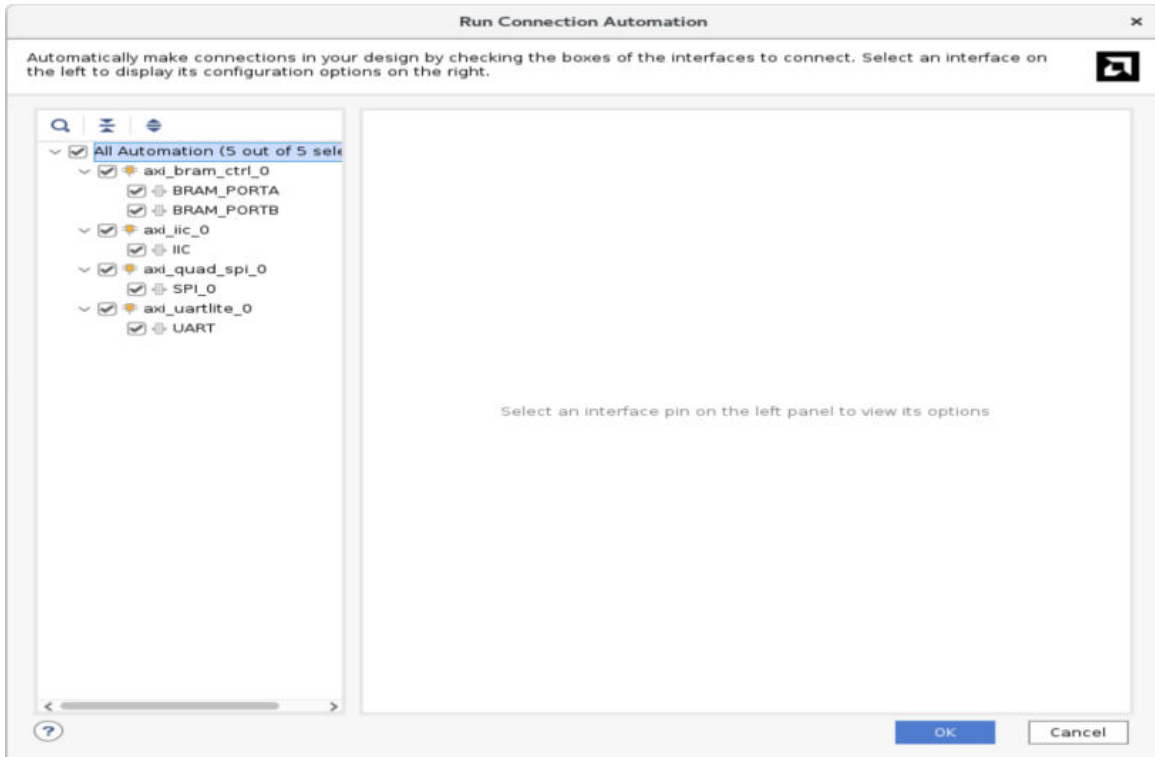 Run Connection Automation
Automatically make connections in your design by checking the boxes of the interfaces to connect. Select an interface on
the left to display its configuration options on the right.
All Automation (5 out of 5 sele
axi_bram_ctrl_0
BRAM_PORTA
BRAM_PORTB
axi_iic_0
IIC
axi_quad_spi_0
SPI_0
axi_uartlite_0
UART
Select an interface pin on the left panel to view its options
?
OK
Cancel